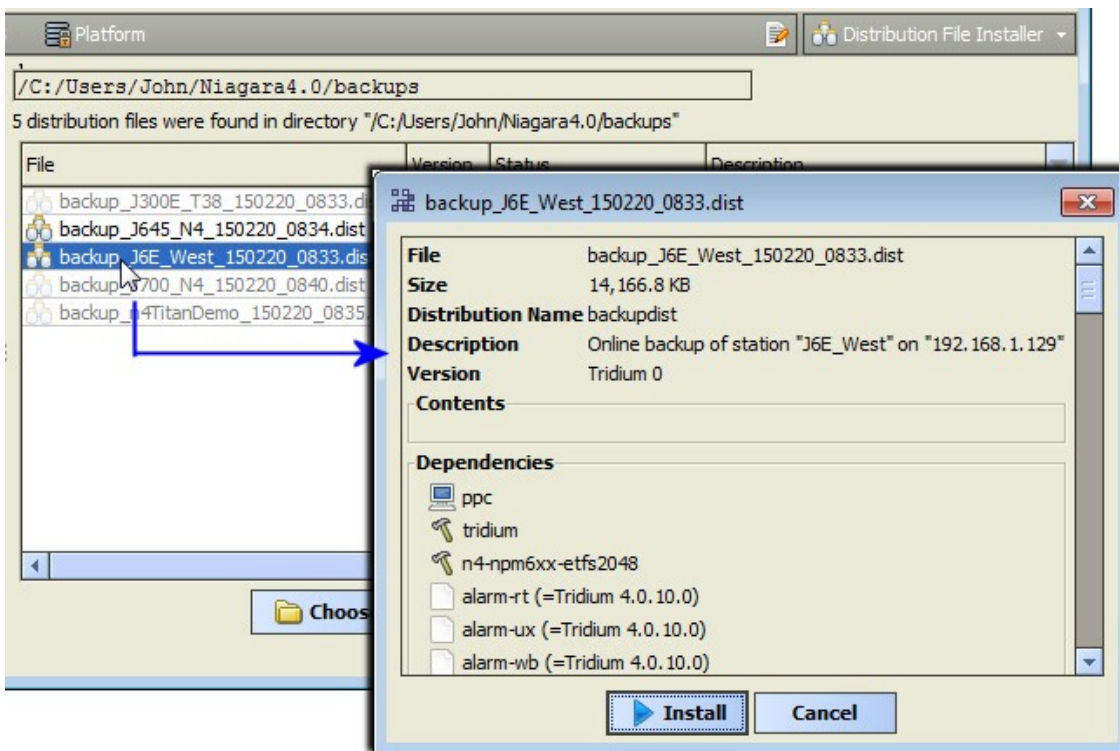 Platform
Distribution File Installer
/C:/Users/John/Niagara4.0/backups
5 distribution files were found in directory "/C:/Users/John/Niagara4.0/backups"
File Version Status Description
backup_J300E_T38_150220_0833.di
backup_J645_N4_150220_0834.dist
backup_J6E_West_150220_0833.dis
backup_J700_N4_150220_0840.dist
backup_n4TitanDemo_150220_0835.
Choos
backup_J6E_West_150220_0833.dist
File backup_J6E_West_150220_0833.dist
Size 14,166.8 KB
Distribution Name backupdist
Description Online backup of station "J6E_West" on "192.168.1.129"
Version Tridium 0
Contents
Dependencies
ppc
tridium
n4-npm6xx-etfs2048
alarm-rt (=Tridium 4.0.10.0)
alarm-ux (=Tridium 4.0.10.0)
alarm-wb (=Tridium 4.0.10.0)
Install Cancel